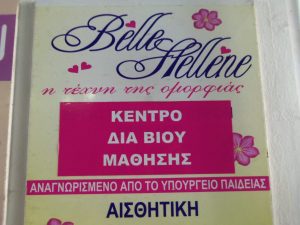 Belle
Hellene
η τέχνη της ομορφιάς
ΚΕΝΤΡΟ
ΔΙΑ ΒΙΟΥ
ΜΑΘΗΣΗΣ
ΑΝΑΓΝΩΡΙΣΜΕΝΟ ΑΠΟ ΤΟ ΥΠΟΥΡΓΕΙΟ ΠΑΙΔΕΙΑΣ
ΑΙΣΘΗΤΙΚΗ